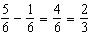 5/6 − 1/6 = 4/6 = 2/3